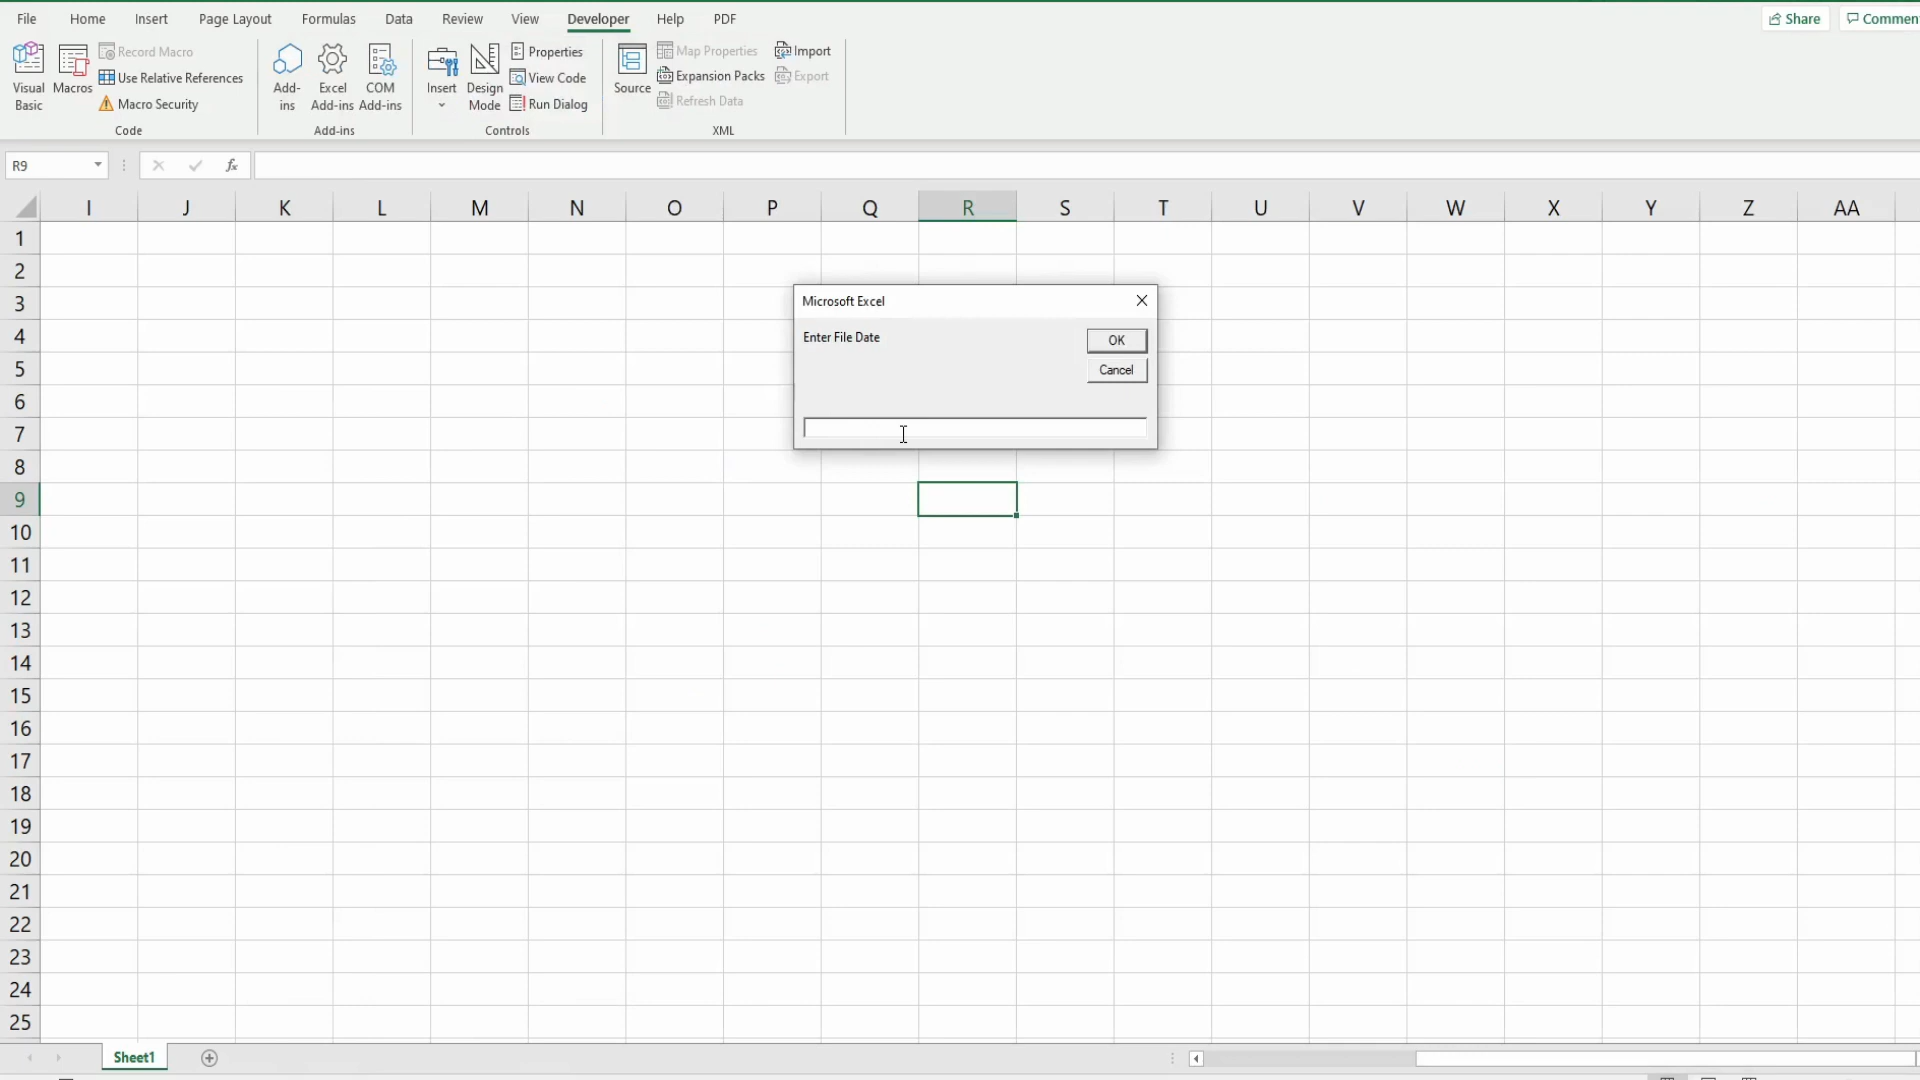 File Home Insert Page Layout Formulas Data Review View Developer Help PDF Share
Visual Basic
Macros
Record Macro
Use Relative References
Macro Security
Code
Add-ins
Excel Add-ins
COM Add-ins
Add-ins
Insert
Design Mode
Properties
View Code
Run Dialog
Controls
Source
Map Properties
Expansion Packs
Refresh Data
Import
Export
XML
R9
fx
I J K L M N O P Q R S T U V W X Y Z AA
1
2
3
4
5
6
7
8
9
10
11
12
13
14
15
16
17
18
19
20
21
22
23
24
25
Microsoft Excel
Enter File Date
OK
Cancel
Sheet1